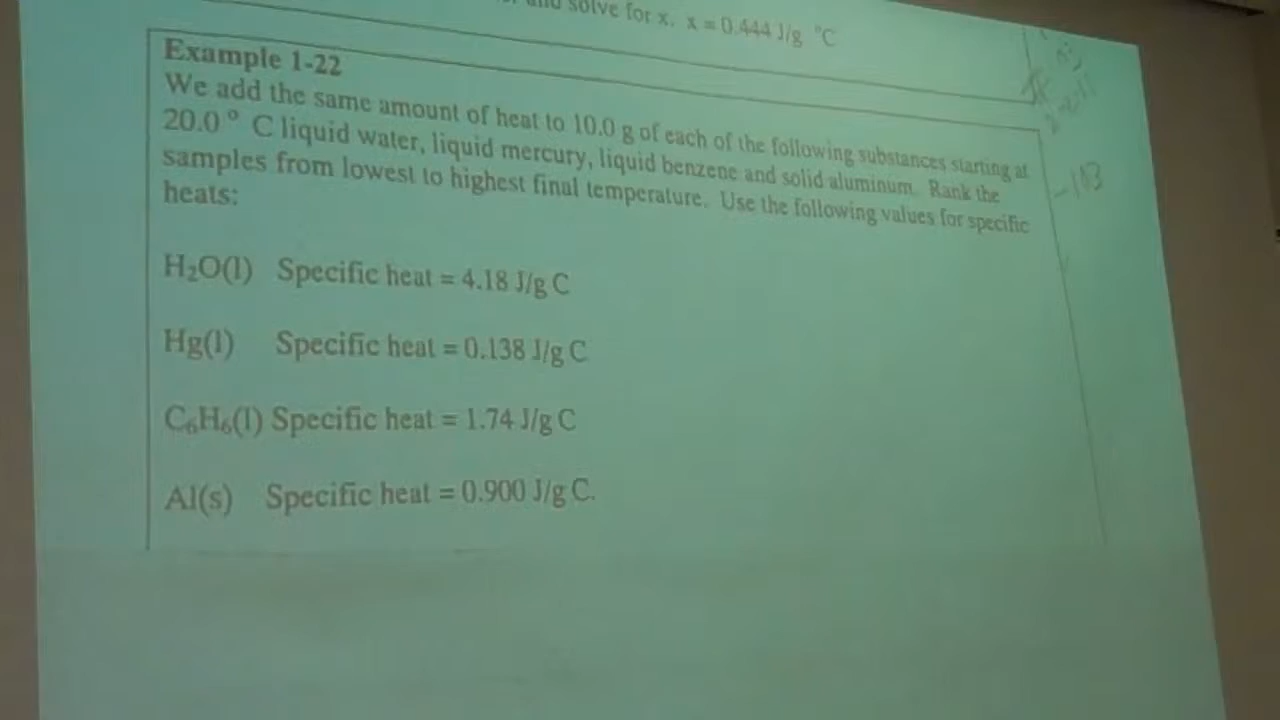 and solve for x. x = 0.444 J/g °C
Example 1-22
We add the same amount of heat to 10.0 g of each of the following substances starting at
20.0 ° C liquid water, liquid mercury, liquid benzene and solid aluminum. Rank the
samples from lowest to highest final temperature. Use the following values for specific
heats:
H₂O(l) Specific heat = 4.18 J/g C
Hg(l) Specific heat = 0.138 J/g C
C₆H₆(l) Specific heat = 1.74 J/g C
Al(s) Specific heat = 0.900 J/g C.